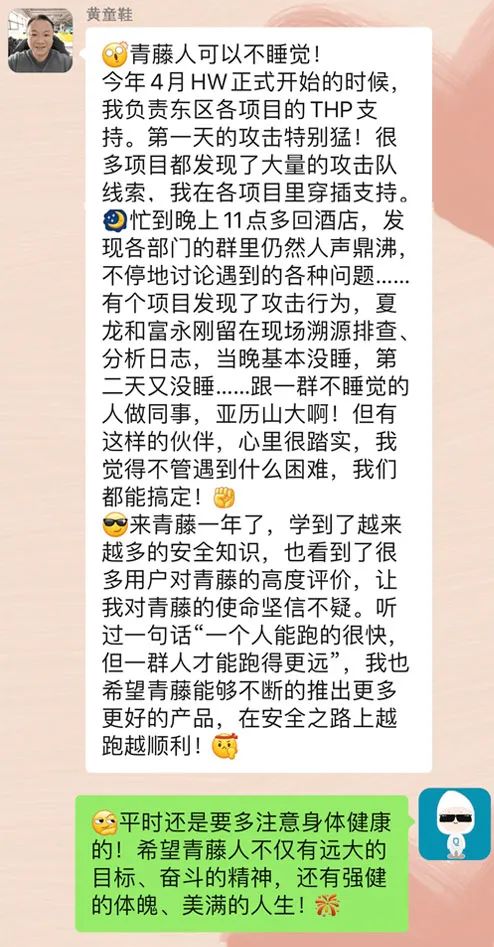 黄童鞋
😲青藤人可以不睡觉！
今年4月HW正式开始的时候，
我负责东区各项目的THP支
持。第一天的攻击特别猛！很
多项目都发现了大量的攻击队
线索，我在各项目里穿插支持。
🌙忙到晚上11点多回酒店，发
现各部门的群里仍然人声鼎沸，
不停地讨论遇到的各种问题……
有个项目发现了攻击行为，夏
龙和富永刚留在现场溯源排查、
分析日志，当晚基本没睡，第
二天又没睡……跟一群不睡觉的
人做同事，亚历山大啊！但有
这样的伙伴，心里很踏实，我
觉得不管遇到什么困难，我们
都能搞定！✊
😎来青藤一年了，学到了越来
越多的安全知识，也看到了很
多用户对青藤的高度评价，让
我对青藤的使命坚信不疑。听
过一句话“一个人能跑的很快，
但一群人才能跑得更远”，我也
希望青藤能够不断的推出更多
更好的产品，在安全之路上越
跑越顺利！
平时还是要多注意身体健康
的！希望青藤人不仅有远大的
目标、奋斗的精神，还有强健
的体魄、美满的人生！